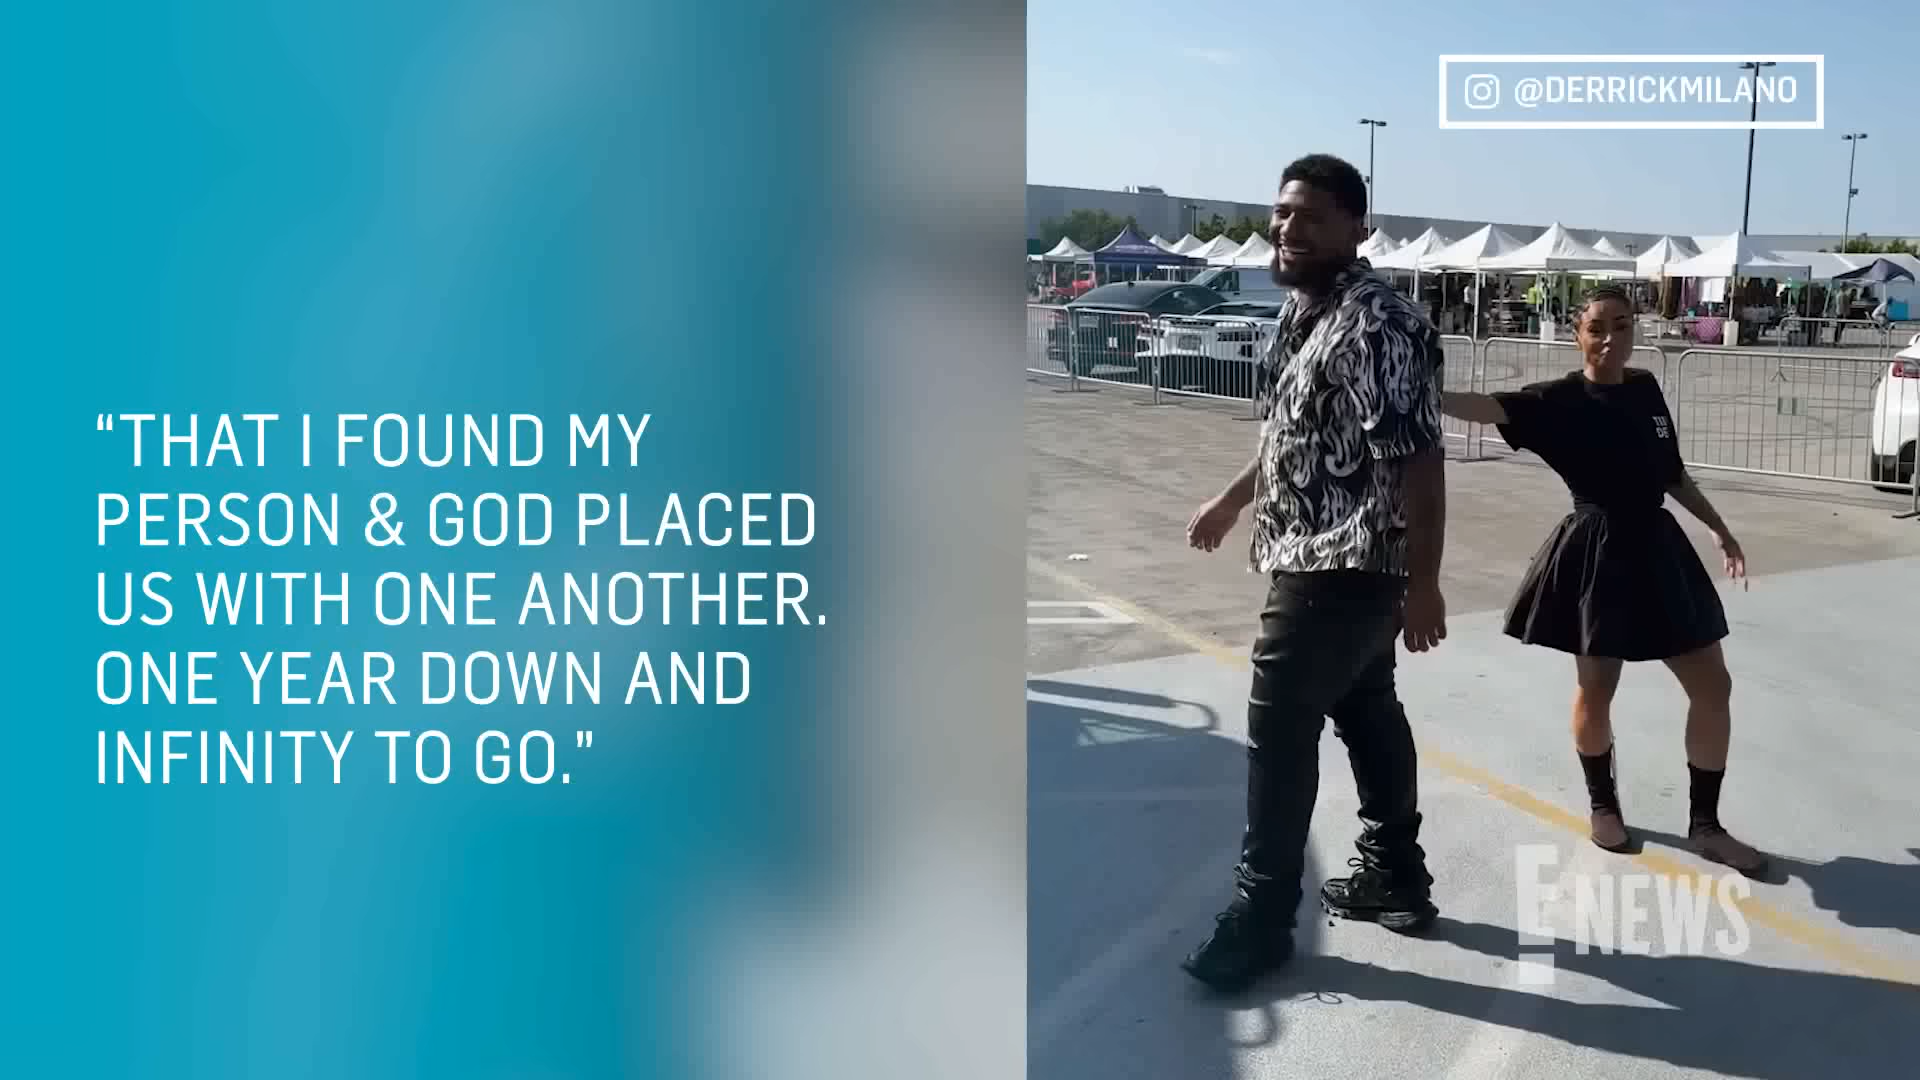 @DERRICKMILANO
“THAT I FOUND MY
PERSON & GOD PLACED
US WITH ONE ANOTHER.
ONE YEAR DOWN AND
INFINITY TO GO.”
E NEWS